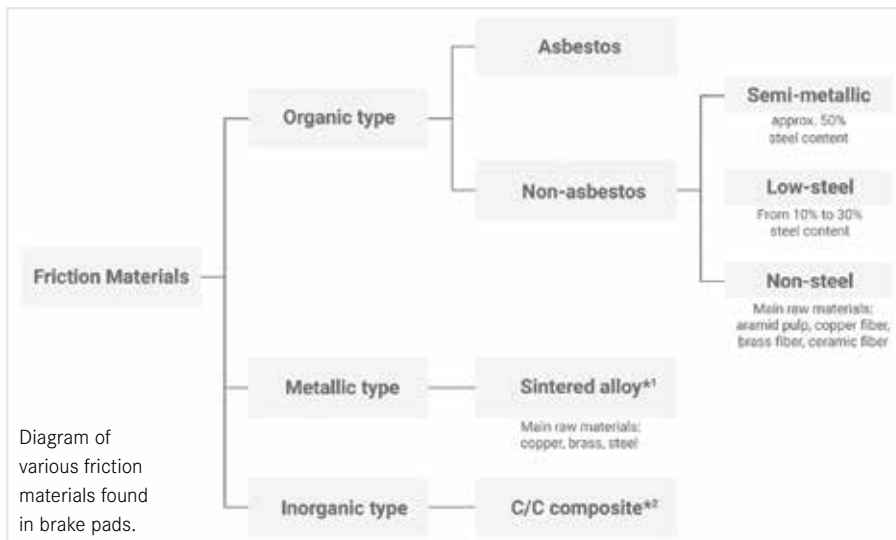 Friction Materials
Organic type
Asbestos
Non-asbestos
Semi-metallic
approx. 50%
steel content
Low-steel
From 10% to 30%
steel content
Non-steel
Main raw materials:
aramid pulp, copper fiber,
brass fiber, ceramic fiber
Metallic type
Sintered alloy*1
Main raw materials:
copper, brass, steel
Inorganic type
C/C composite*2
Diagram of
various friction
materials found
in brake pads.